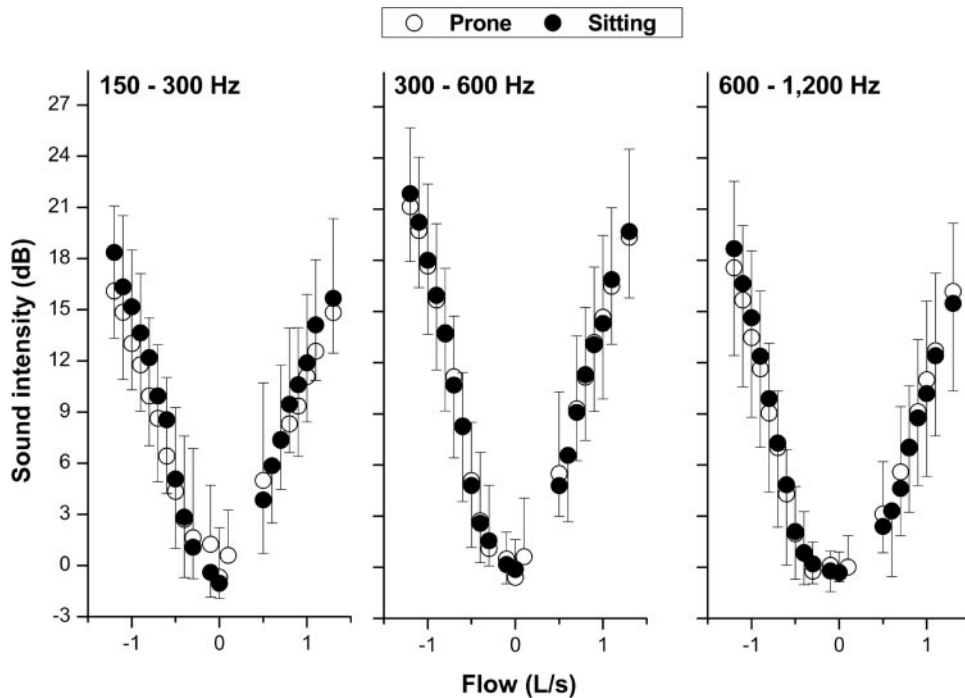 Prone Sitting
150 - 300 Hz 300 - 600 Hz 600 - 1,200 Hz
27
24
21
18
15
12
9
6
3
0
-3
Sound intensity (dB)
-1 0 1 -1 0 1 -1 0 1
Flow (L/s)